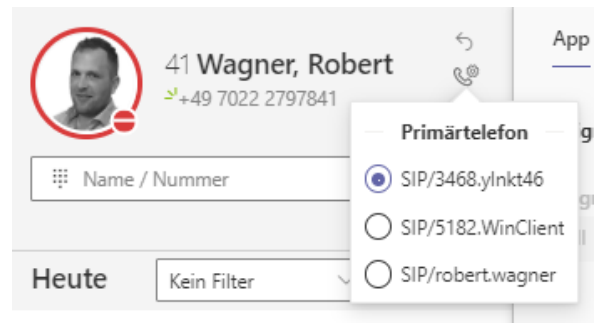 41 Wagner, Robert
+49 7022 2797841
App
Primärtelefon
Name / Nummer
SIP/3468.ylnkt46
SIP/5182.WinClient
SIP/robert.wagner
Heute
Kein Filter